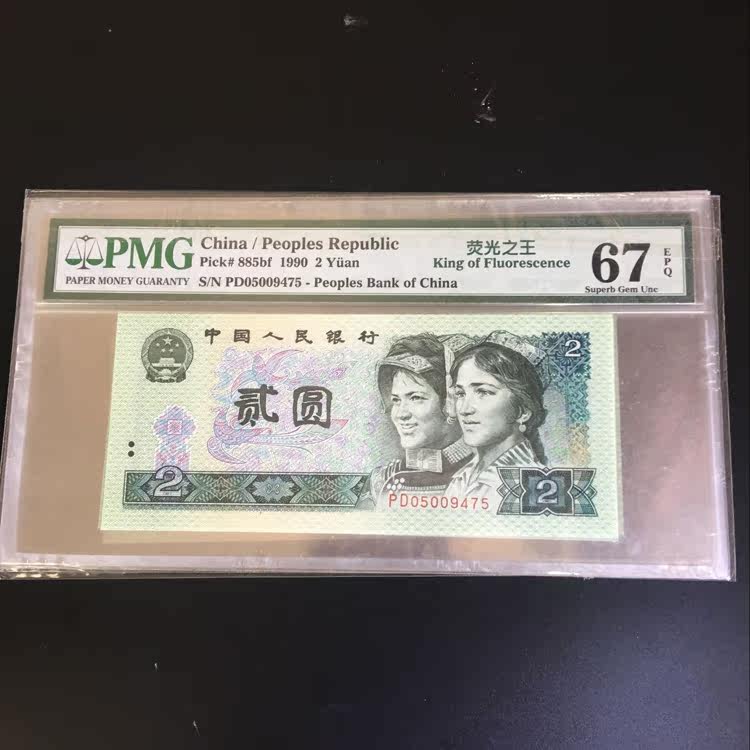 PMG
PAPER MONEY GUARANTY
China / Peoples Republic
Pick# 885bf 1990 2 Yüan
S/N PD05009475 - Peoples Bank of China
荧光之王
King of Fluorescence
67
EPQ
Superb Gem Unc
中国人民银行
2
贰圆
PD05009475
2
2